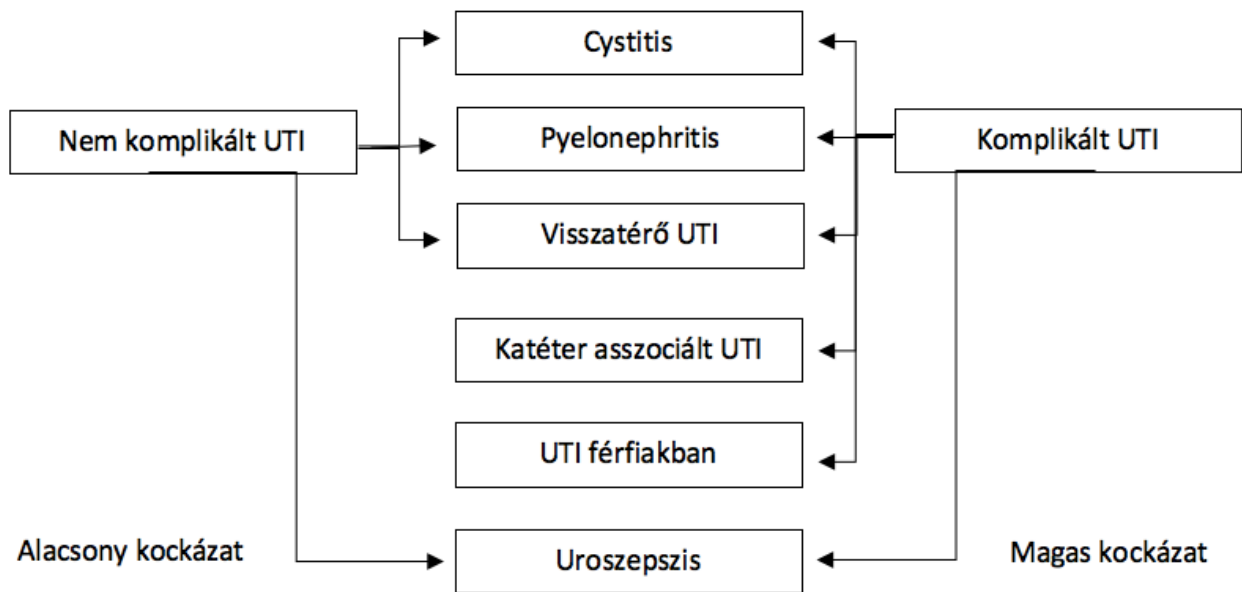 Cystitis
Nem komplikált UTI
Pyelonephritis
Komplikált UTI
Visszatérő UTI
Katéter asszociált UTI
UTI férfiakban
Alacsony kockázat
Uroszepszis
Magas kockázat